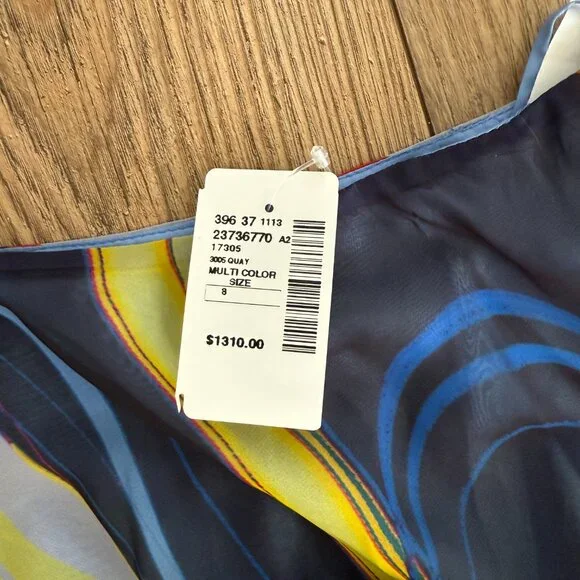 396 37 1113
23736770 A2
17305
3005 QUAY
MULTI COLOR
SIZE
8
$1310.00